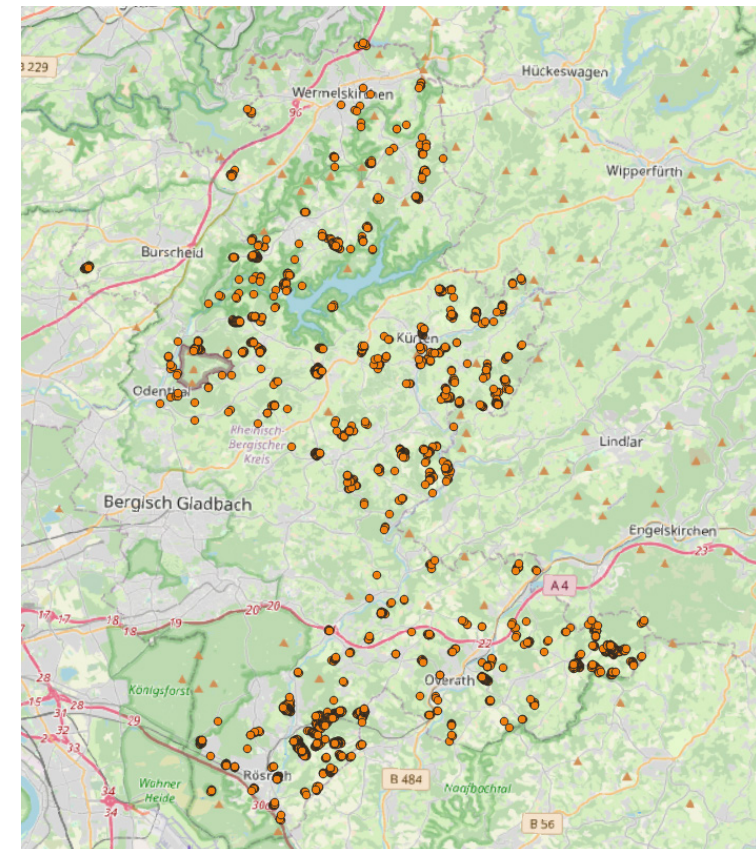 B 229
Hückeswagen
Wermelskirchen
96
Wipperfürth
Burscheid
Kürten
Odenthal
Rheinisch-
Bergischer
Kreis
Lindlar
Bergisch Gladbach
Engelskirchen
23
A 4
17
17
18
18
19
20
20
22
28
Overath
Königsforst
15
28
31
29
32
33
Rösrath
B 484
Wahner
Heide
34
34
30
Naafbachtal
B 56